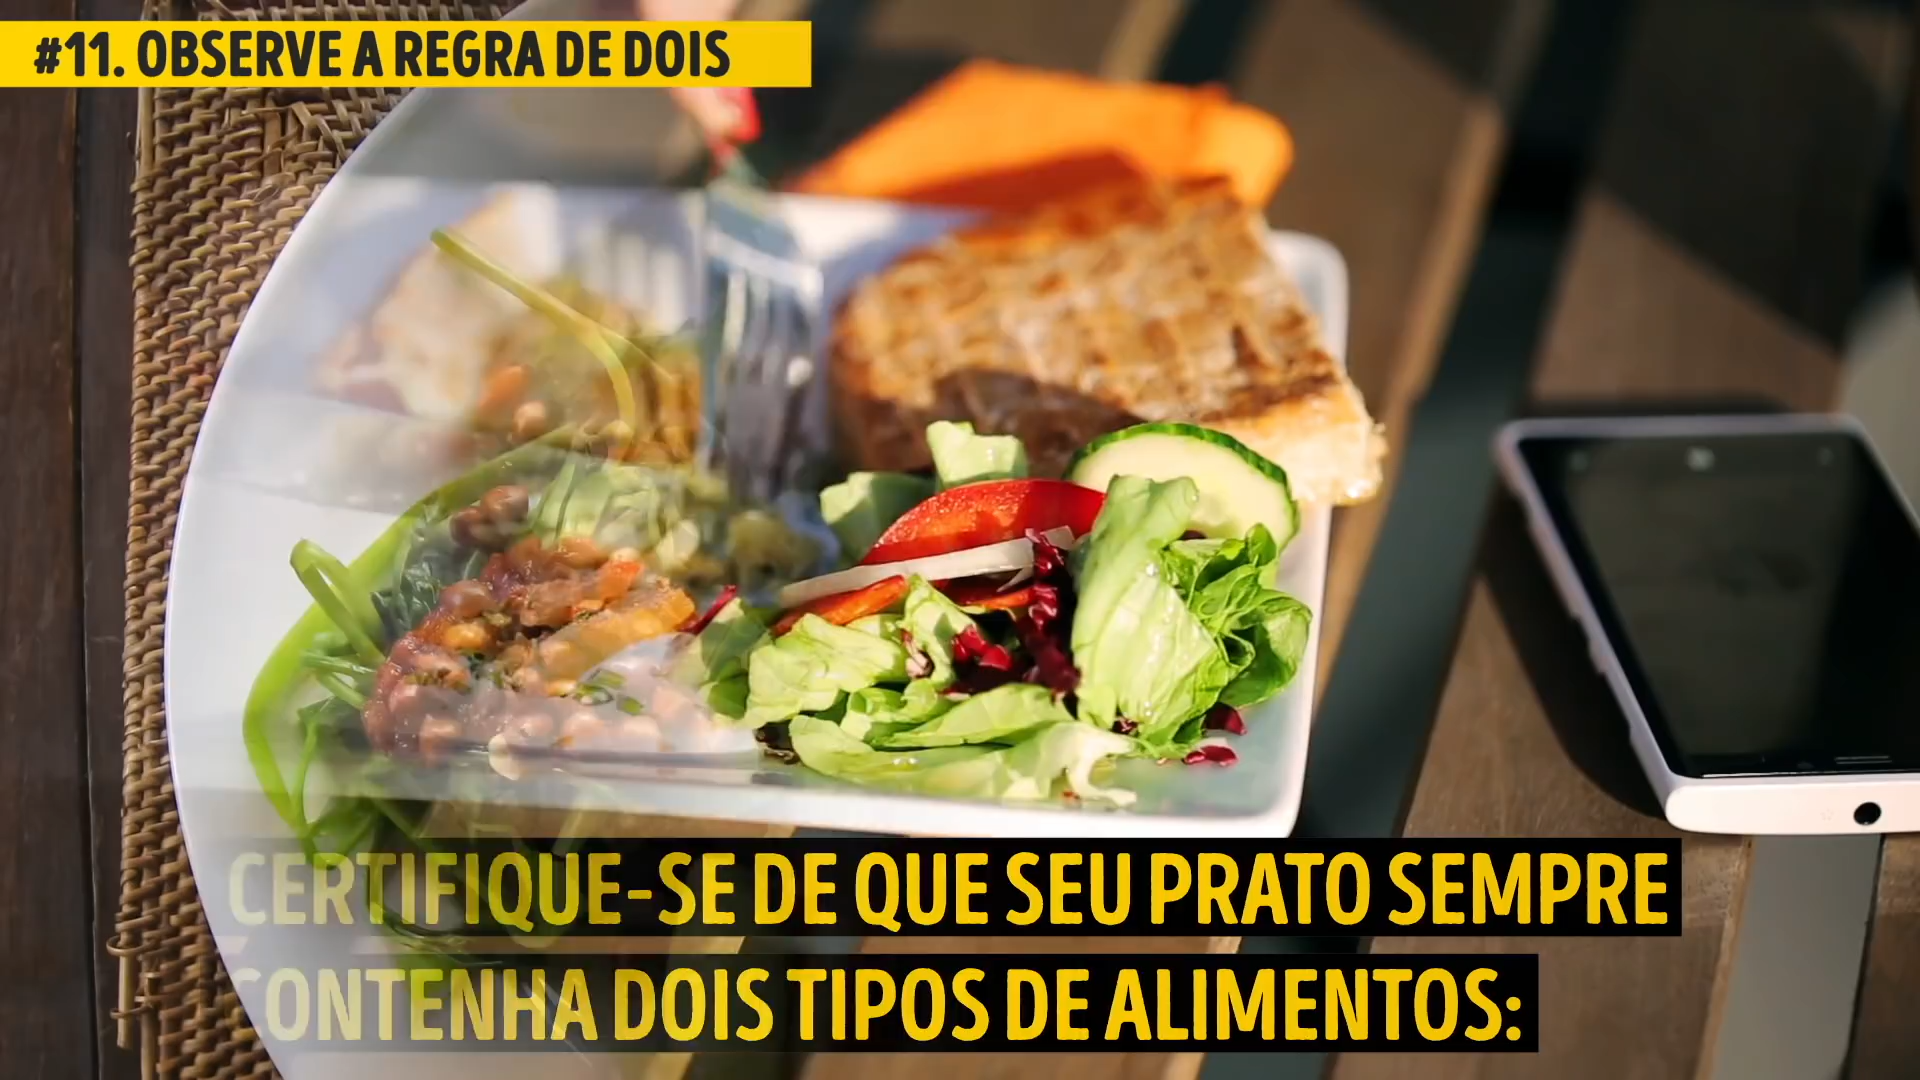 #11. OBSERVE A REGRA DE DOIS
CERTIFIQUE-SE DE QUE SEU PRATO SEMPRE
CONTENHA DOIS TIPOS DE ALIMENTOS: